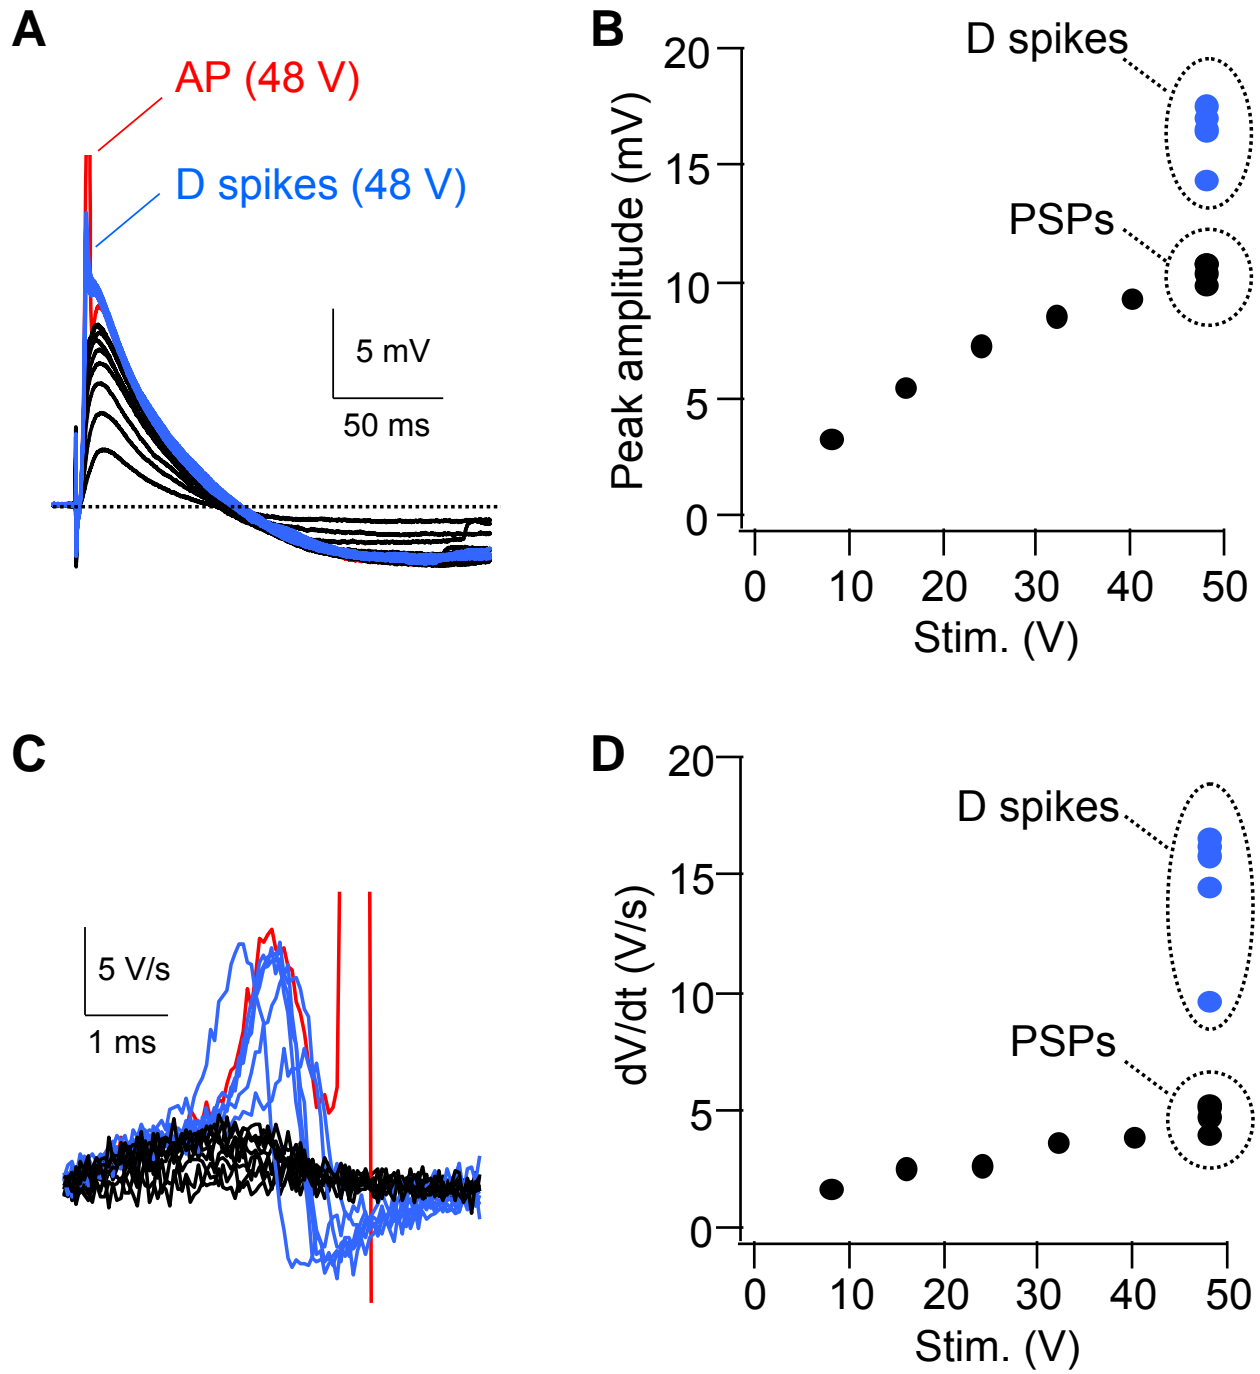 A
AP (48 V)
D spikes (48 V)
5 mV
50 ms
B
20
15
10
5
0
Peak amplitude (mV)
D spikes
PSPs
0 10 20 30 40 50
Stim. (V)
C
5 V/s
1 ms
D
20
15
10
5
0
dV/dt (V/s)
D spikes
PSPs
0 10 20 30 40 50
Stim. (V)